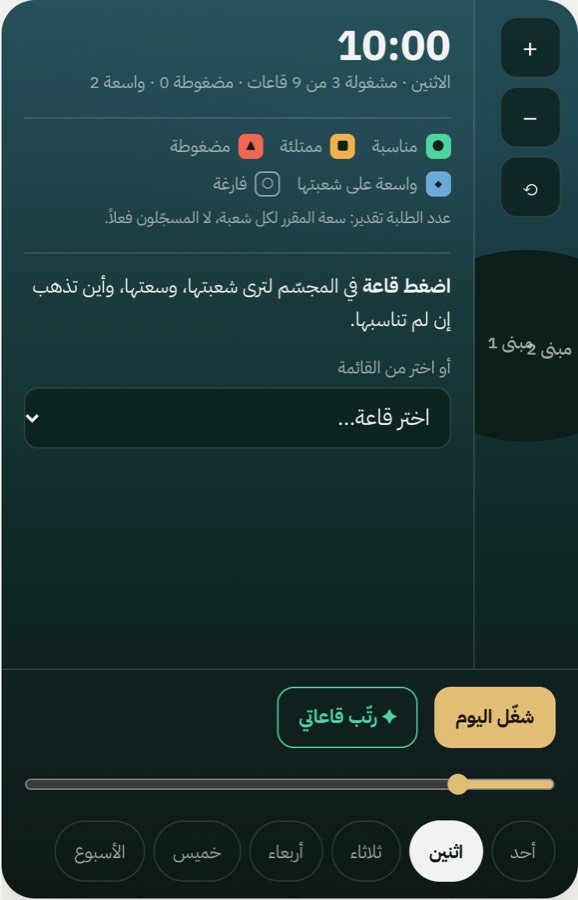 +
−
مبنى 1
مبنى 2
10:00
الاثنين · مشغولة 3 من 9 قاعات · مضغوطة 0 · واسعة 2
مناسبة ممتلئة مضغوطة
واسعة على شعبتها فارغة
عدد الطلبة تقدير: سعة المقرر لكل شعبة، لا المسجّلون فعلاً.
اضغط قاعة في المجسّم لترى شعبتها، وسعتها، وأين تذهب
إن لم تناسبها.
أو اختر من القائمة
اختر قاعة...
شغّل اليوم ✦ رتّب قاعاتي
أحد اثنين ثلاثاء أربعاء خميس الأسبوع